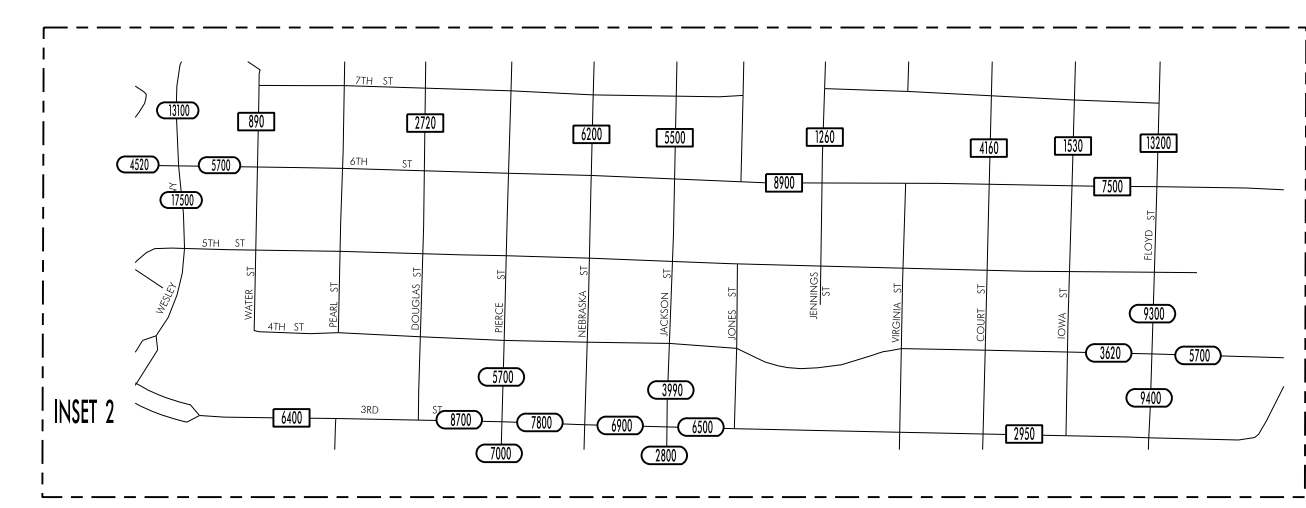 7TH ST
13100
890
2720
6200
5500
1260
4160
1530
13200
4520
5700
6TH ST
8900
7500
17500
5TH ST
FLOYD ST
WESLEY
WATER ST
PEARL ST
DOUGLAS ST
PIERCE ST
NEBRASKA ST
JACKSON ST
JONES ST
JENNINGS ST
VIRGINIA ST
COURT ST
IOWA ST
9300
4TH ST
3620
5700
5700
3990
9400
INSET 2
6400
3RD ST
8700
7800
6900
6500
2950
7000
2800